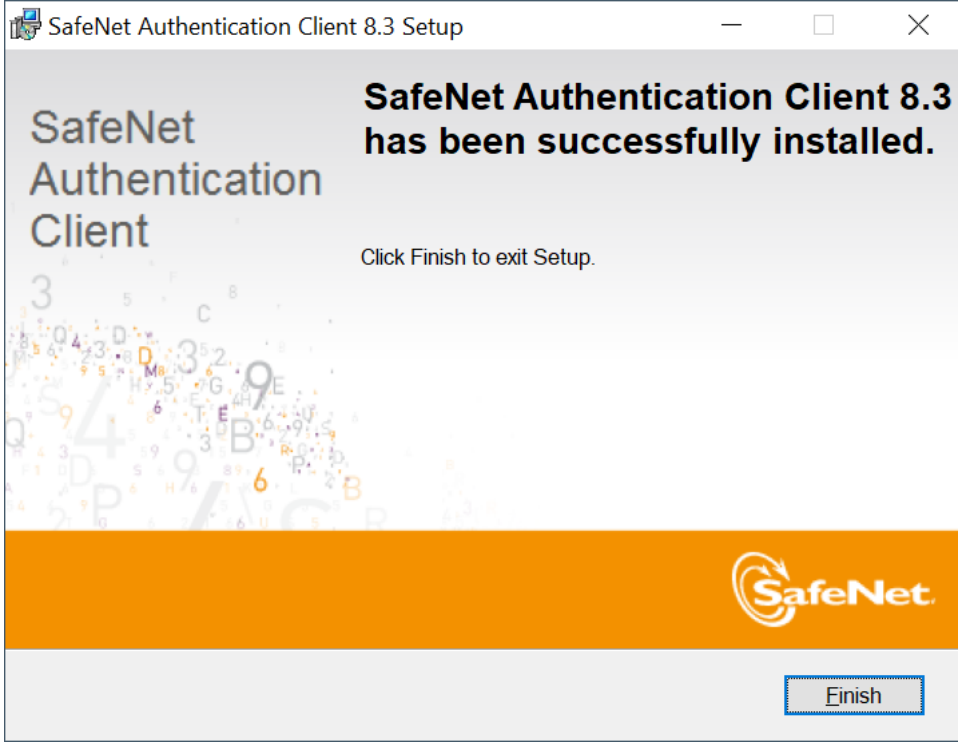 SafeNet Authentication Client 8.3 Setup
SafeNet
Authentication
Client
SafeNet Authentication Client 8.3
has been successfully installed.
Click Finish to exit Setup.
SafeNet.
Finish